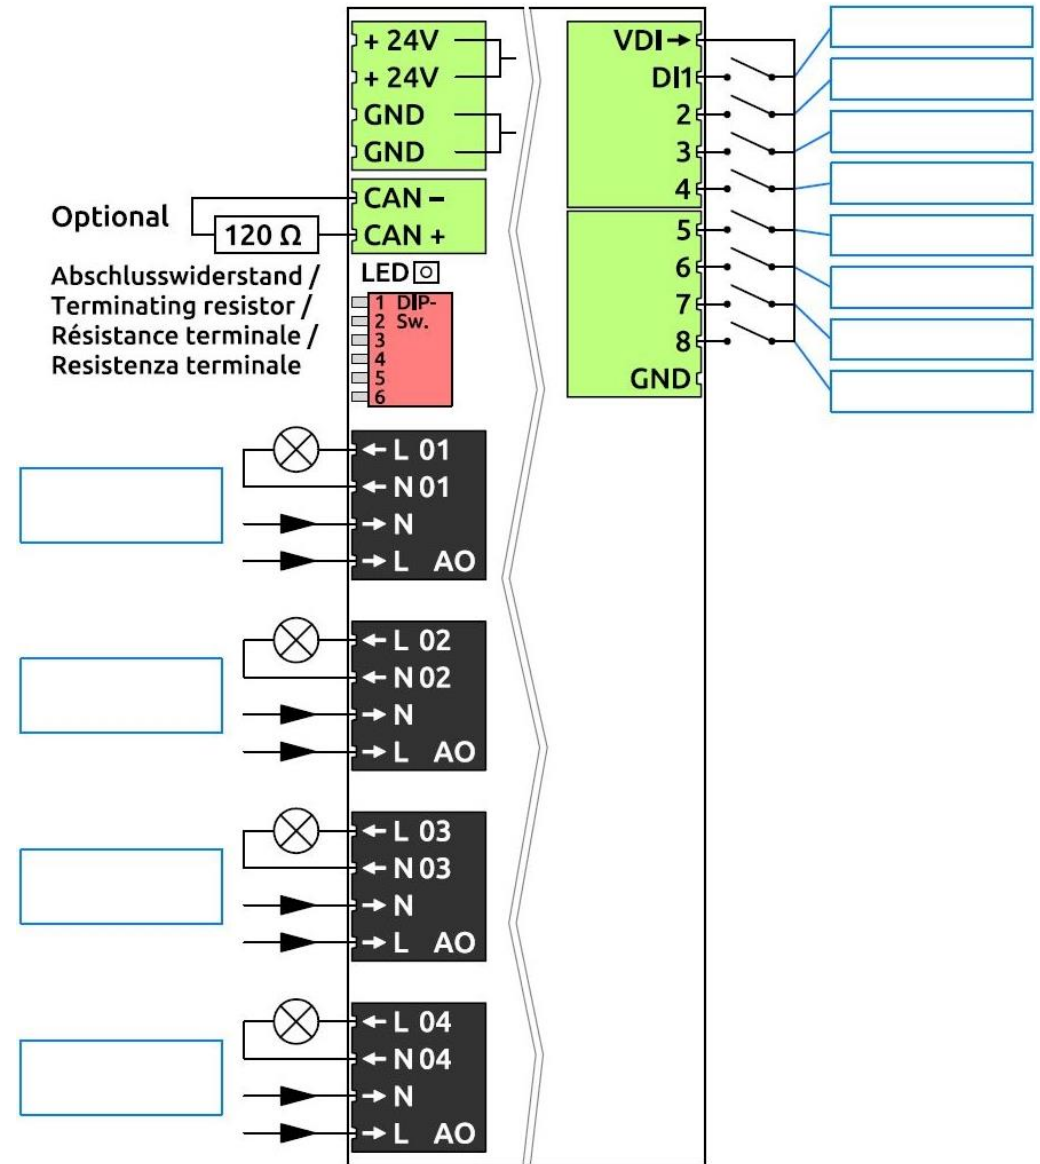 + 24V
+ 24V
GND
GND
CAN –
CAN +
Optional
120 Ω
Abschlusswiderstand /
Terminating resistor /
Résistance terminale /
Resistenza terminale
LED
1 DIP-
2 Sw.
3
4
5
6
← L 01
← N 01
→ N
→ L AO
← L 02
← N 02
→ N
→ L AO
← L 03
← N 03
→ N
→ L AO
← L 04
← N 04
→ N
→ L AO
VDI→
DI1
2
3
4
5
6
7
8
GND